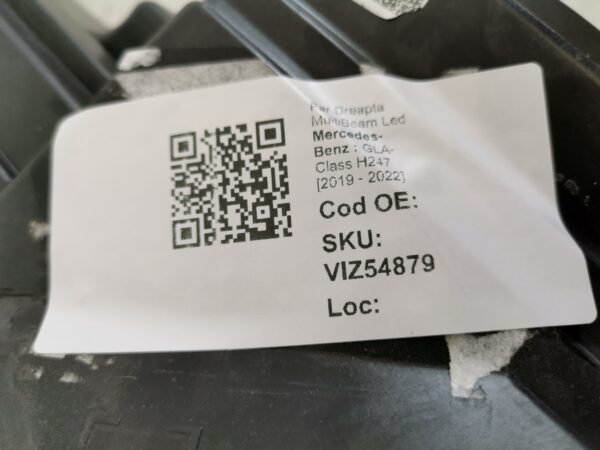 Far Dreapta
MultiBeam Led
Mercedes-
Benz : GLA-
Class H247
[2019 - 2022]
Cod OE:
SKU:
VIZ54879
Loc: